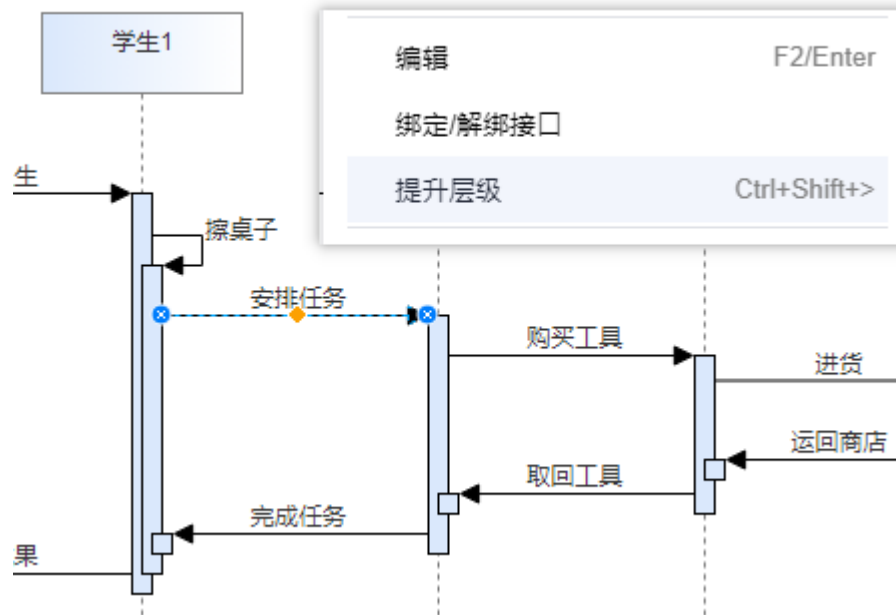 学生1
编辑 F2/Enter
绑定/解绑接口
提升层级 Ctrl+Shift+>
生
擦桌子
安排任务
购买工具
进货
运回商店
取回工具
完成任务
果